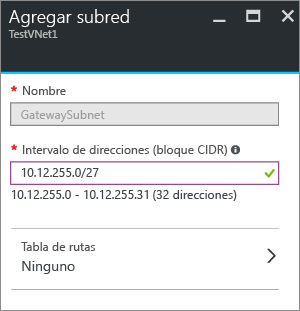 Agregar subred
TestVNet1
* Nombre
GatewaySubnet
* Intervalo de direcciones (bloque CIDR)
10.12.255.0/27
10.12.255.0 - 10.12.255.31 (32 direcciones)
Tabla de rutas
Ninguno